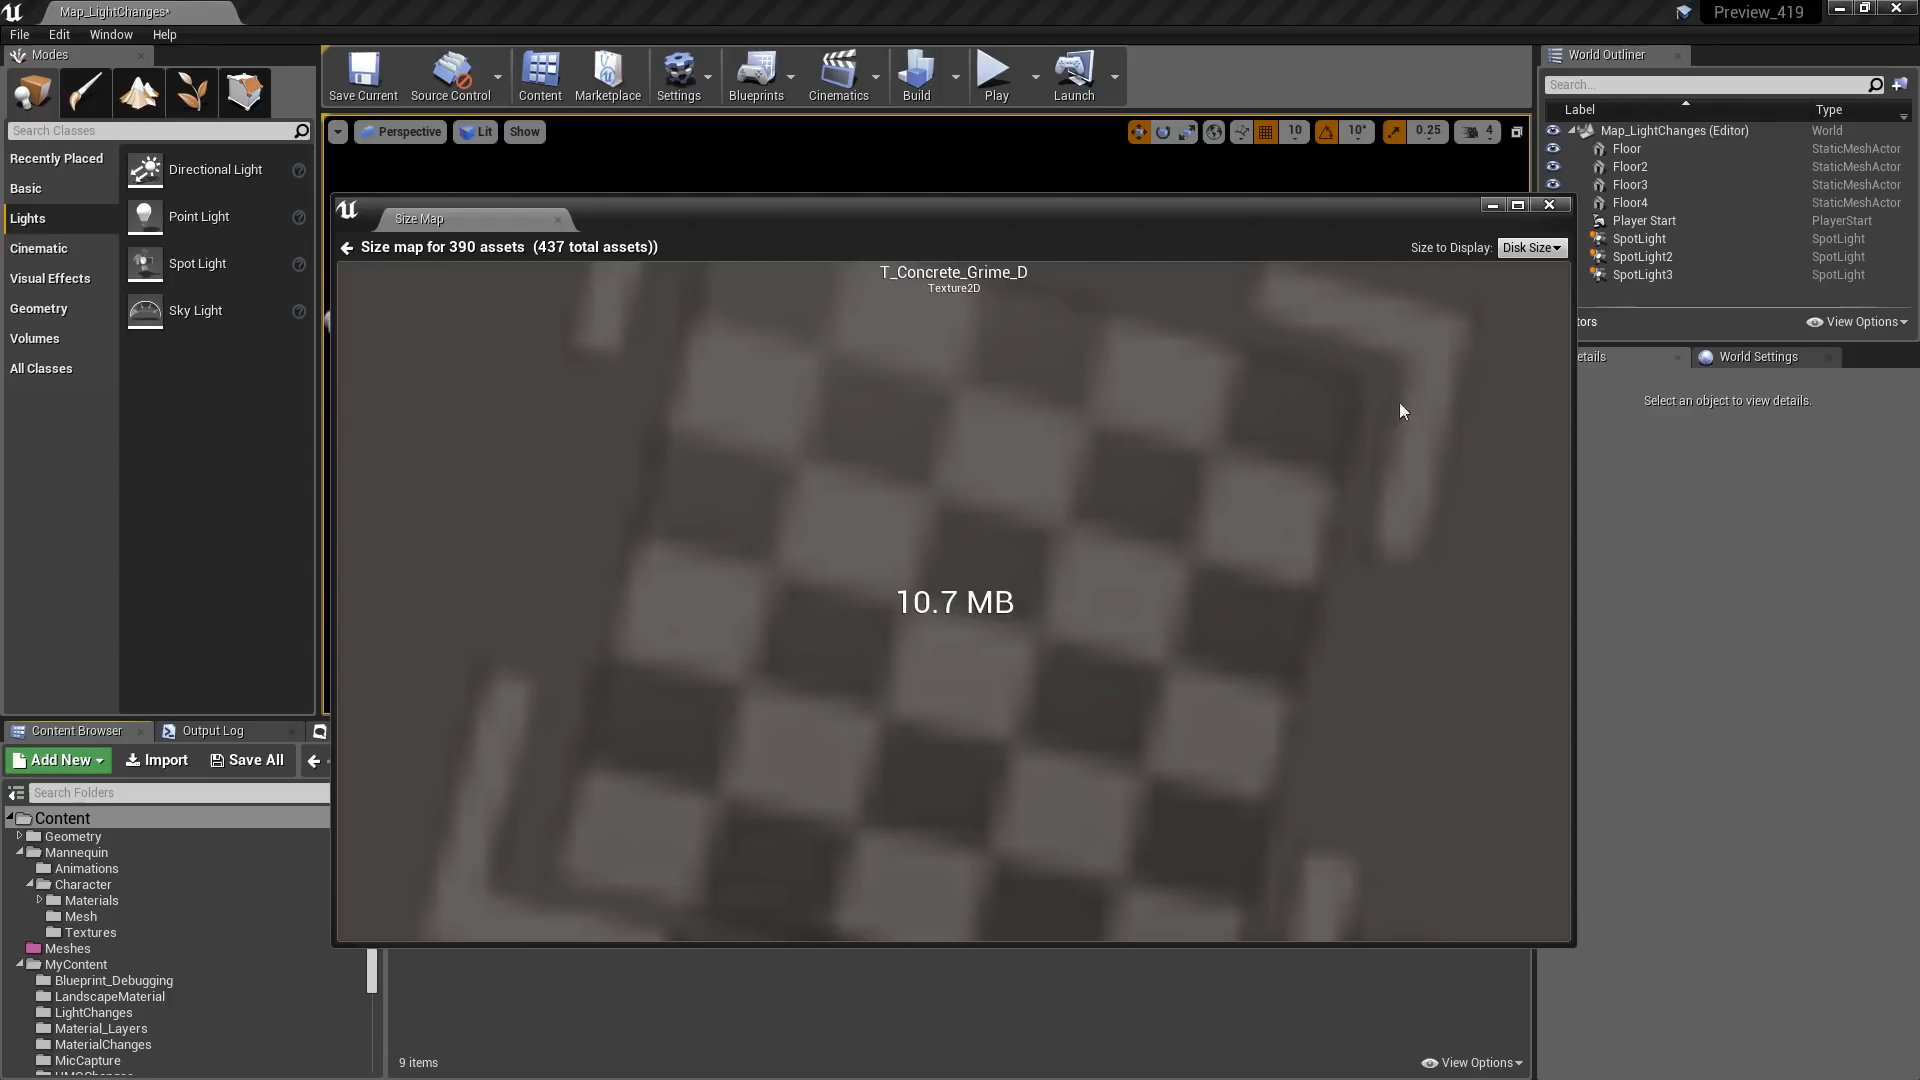 Map_LightChanges*
Preview_419
File Edit Window Help
Modes
Search Classes
Recently Placed
Basic
Lights
Cinematic
Visual Effects
Geometry
Volumes
All Classes
Directional Light
Point Light
Spot Light
Sky Light
Save Current
Source Control
Content
Marketplace
Settings
Blueprints
Cinematics
Build
Play
Launch
Perspective
Lit
Show
10
10°
0.25
4
World Outliner
Search...
Label Type
Map_LightChanges (Editor) World
Floor StaticMeshActor
Floor2 StaticMeshActor
Floor3 StaticMeshActor
Floor4 StaticMeshActor
Player Start PlayerStart
SpotLight SpotLight
SpotLight2 SpotLight
SpotLight3 SpotLight
tors View Options
etails World Settings
Select an object to view details.
Size Map
Size map for 390 assets (437 total assets))
Size to Display: Disk Size
T_Concrete_Grime_D
Texture2D
10.7 MB
Content Browser
Output Log
Add New
Import
Save All
Search Folders
Content
Geometry
Mannequin
Animations
Character
Materials
Mesh
Textures
Meshes
MyContent
Blueprint_Debugging
LandscapeMaterial
LightChanges
Material_Layers
MaterialChanges
MicCapture
9 items
View Options